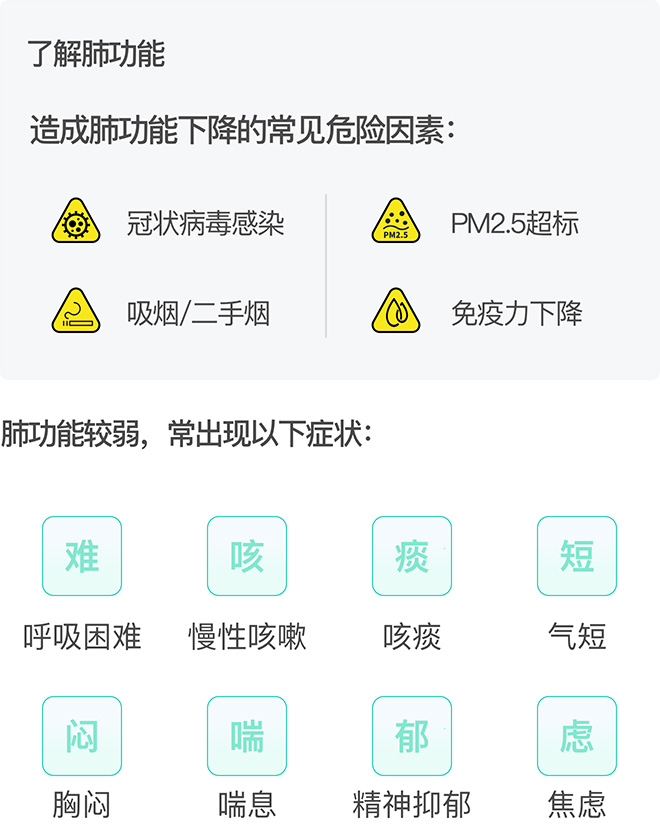 了解肺功能
造成肺功能下降的常见危险因素：
冠状病毒感染
PM2.5
PM2.5超标
吸烟/二手烟
免疫力下降
肺功能较弱，常出现以下症状：
难 咳 痰 短
呼吸困难 慢性咳嗽 咳痰 气短
闷 喘 郁 虑
胸闷 喘息 精神抑郁 焦虑